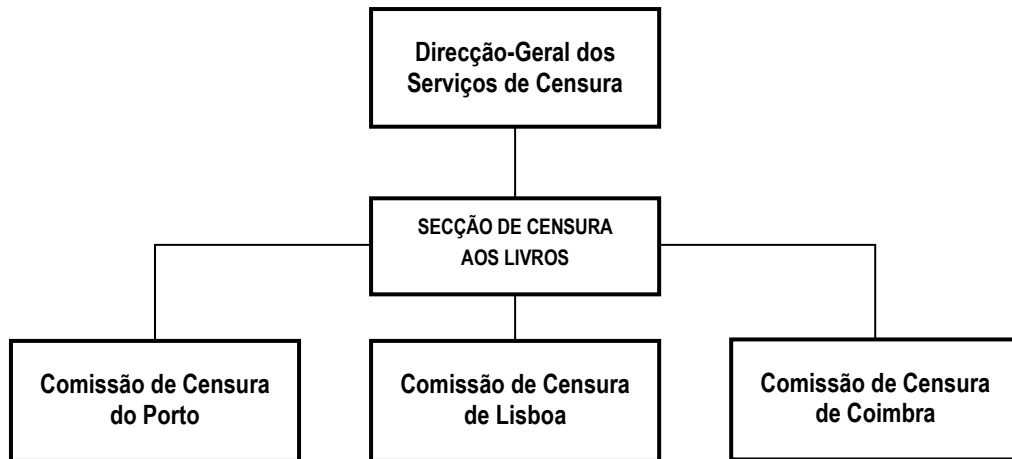 Direcção-Geral dos
Serviços de Censura
SECÇÃO DE CENSURA
AOS LIVROS
Comissão de Censura
do Porto
Comissão de Censura
de Lisboa
Comissão de Censura
de Coimbra